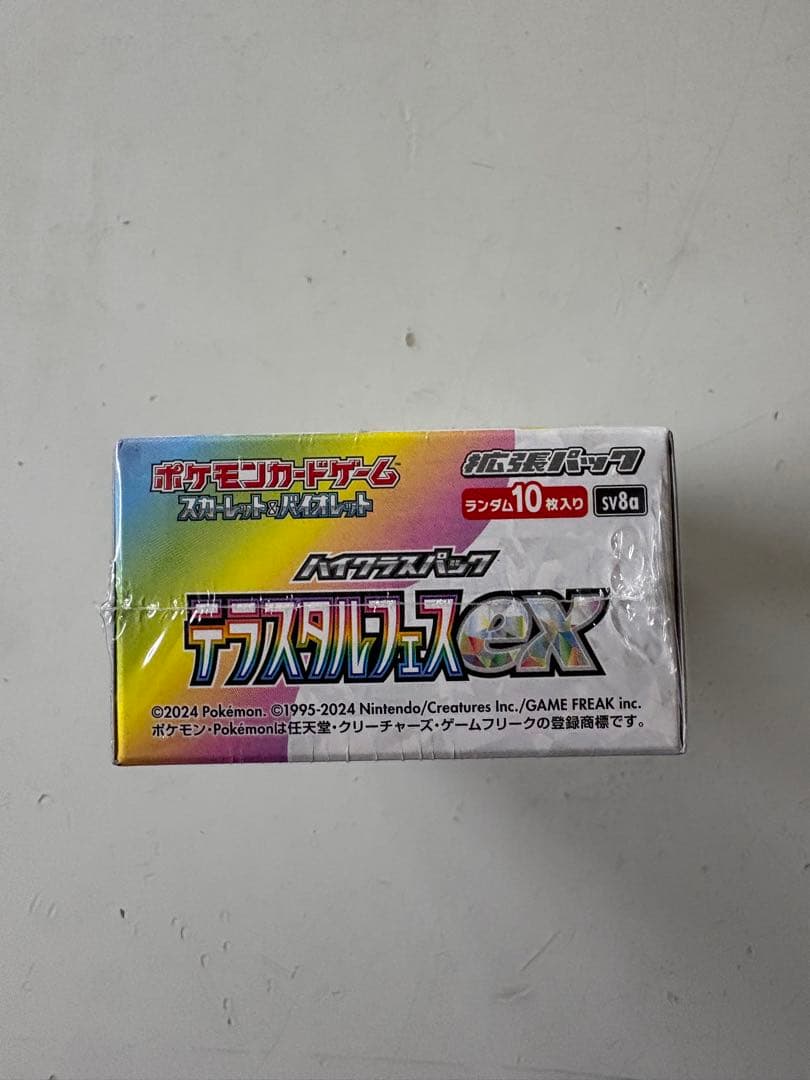 ポケモンカードゲーム™
スカーレット&バイオレット
拡張パック
ランダム10枚入り SV8a
ハイクラスパック
テラスタルフェスex
©2024 Pokémon. ©1995-2024 Nintendo/Creatures Inc./GAME FREAK inc.
ポケモン・Pokémonは任天堂・クリーチャーズ・ゲームフリークの登録商標です。